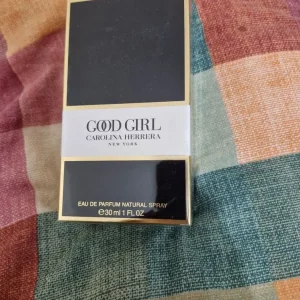 GOOD GIRL
CAROLINA HERRERA
NEW YORK
EAU DE PARFUM NATURAL SPRAY
℮30 ml 1 FL.OZ